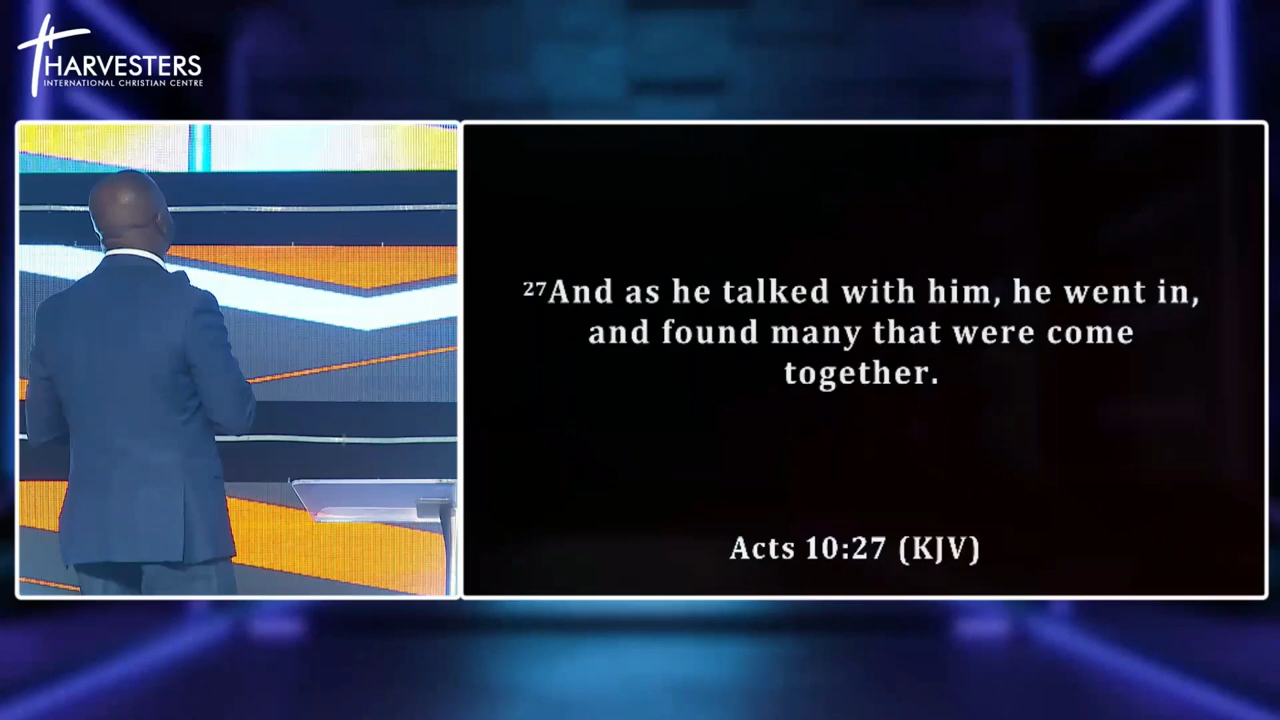 HARVESTERS
INTERNATIONAL CHRISTIAN CENTRE
27And as he talked with him, he went in,
and found many that were come
together.
Acts 10:27 (KJV)